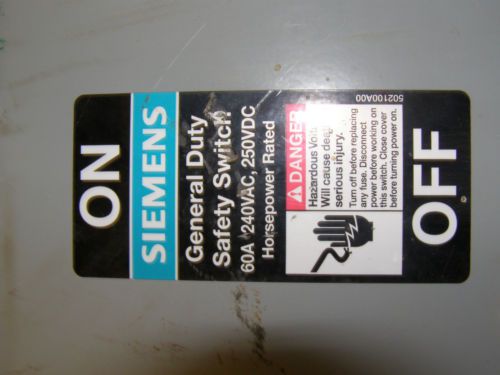 ON
SIEMENS
General Duty
Safety Switch
60A 240VAC, 250VDC
Horsepower Rated
DANGER
Hazardous
Will cause
serious injury.
Turn off before replacing
any fuse. Disconnect
power before working on
this switch. Close cover
before turning power on.
502100A00
OFF